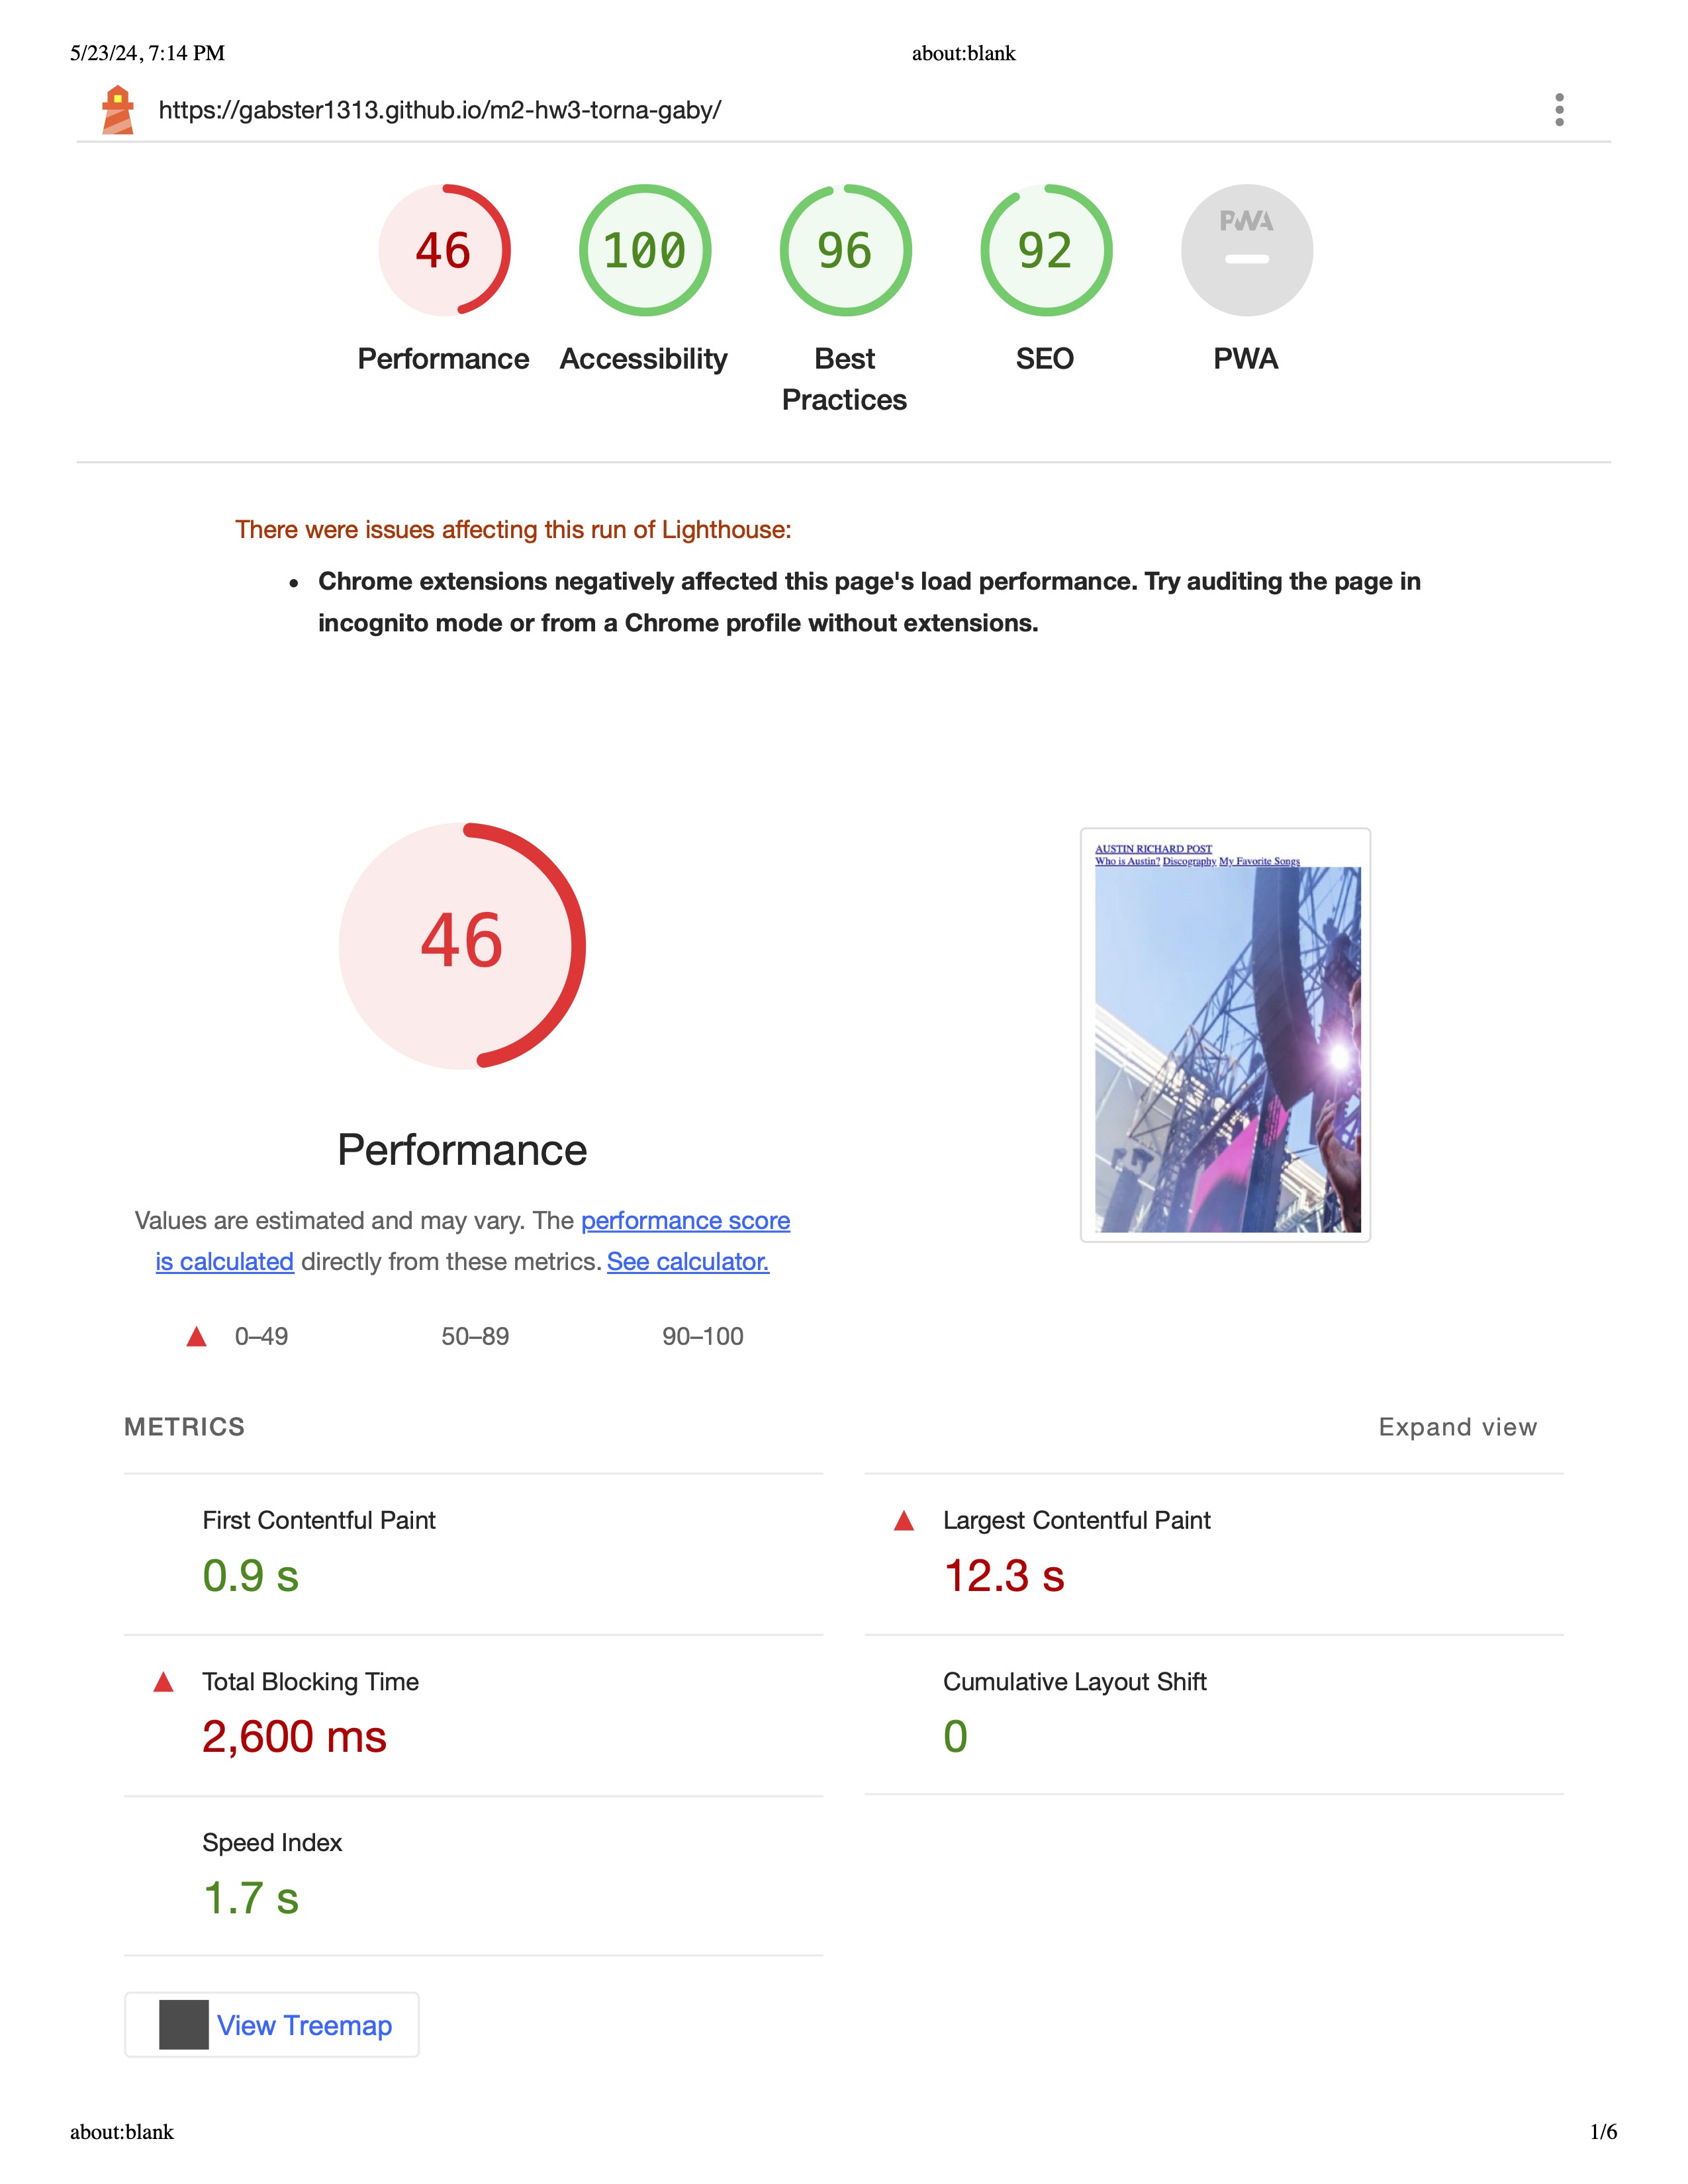 5/23/24, 7:14 PM
about:blank
https://gabster1313.github.io/m2-hw3-torna-gaby/
46
100
96
92
PWA
Performance
Accessibility
Best
Practices
SEO
PWA
There were issues affecting this run of Lighthouse:
• Chrome extensions negatively affected this page's load performance. Try auditing the page in
incognito mode or from a Chrome profile without extensions.
46
Performance
Values are estimated and may vary. The performance score
is calculated directly from these metrics. See calculator.
0–49
50–89
90–100
AUSTIN RICHARD POST
Who is Austin? Discography My Favorite Songs
METRICS
Expand view
First Contentful Paint
0.9 s
Largest Contentful Paint
12.3 s
Total Blocking Time
2,600 ms
Cumulative Layout Shift
0
Speed Index
1.7 s
View Treemap
about:blank
1/6